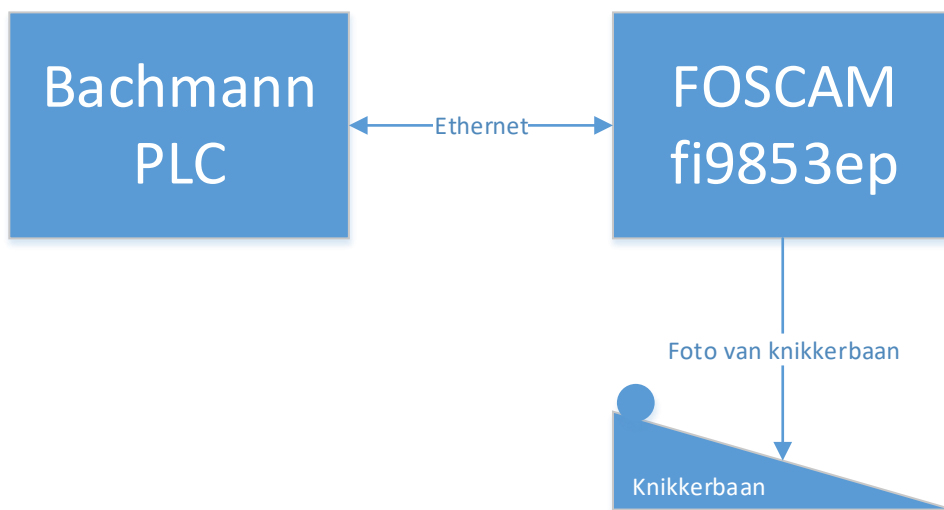 Bachmann
PLC
Ethernet
FOSCAM
fi9853ep
Foto van knikkerbaan
Knikkerbaan